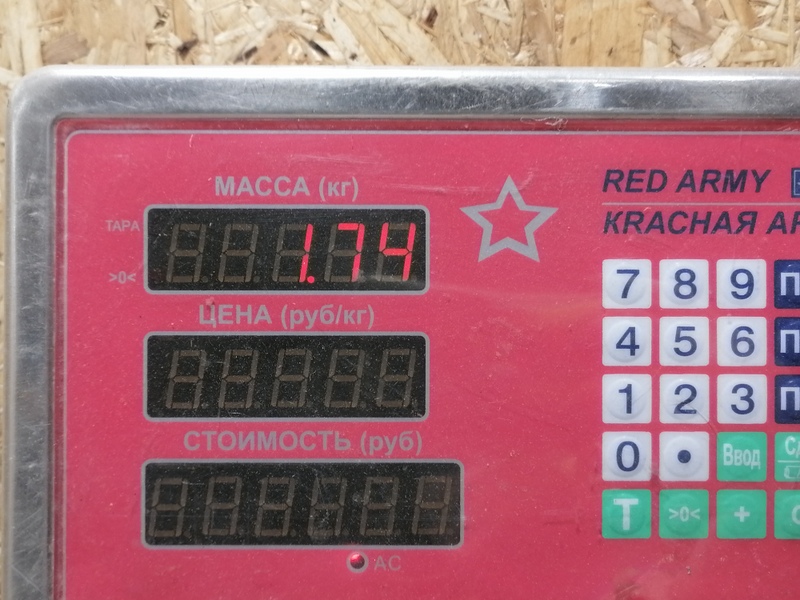 МАССА (кг)
ТАРА
1.74
>0<
ЦЕНА (руб/кг)
СТОИМОСТЬ (руб)
AC
RED ARMY
КРАСНАЯ
7 8 9 П
4 5 6 П
1 2 3 П
0 • Ввод
T >0< +